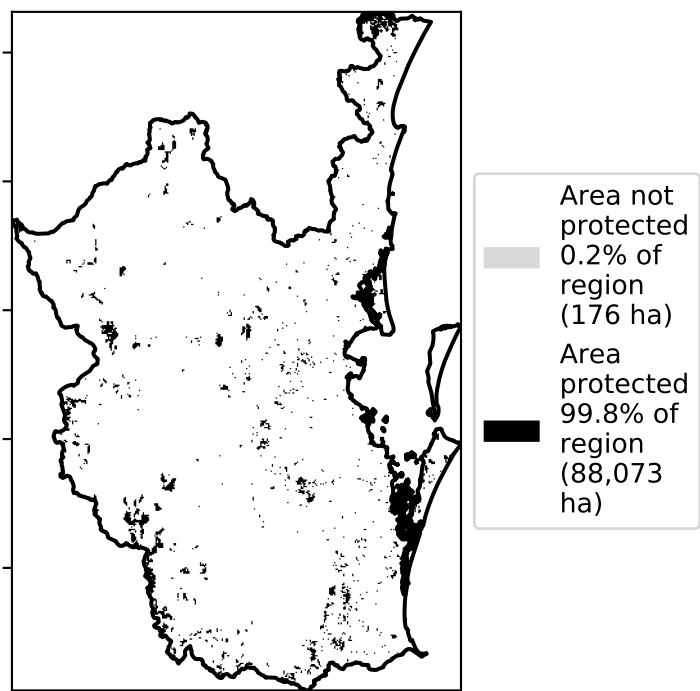 Area not
protected
0.2% of
region
(176 ha)
Area
protected
99.8% of
region
(88,073
ha)